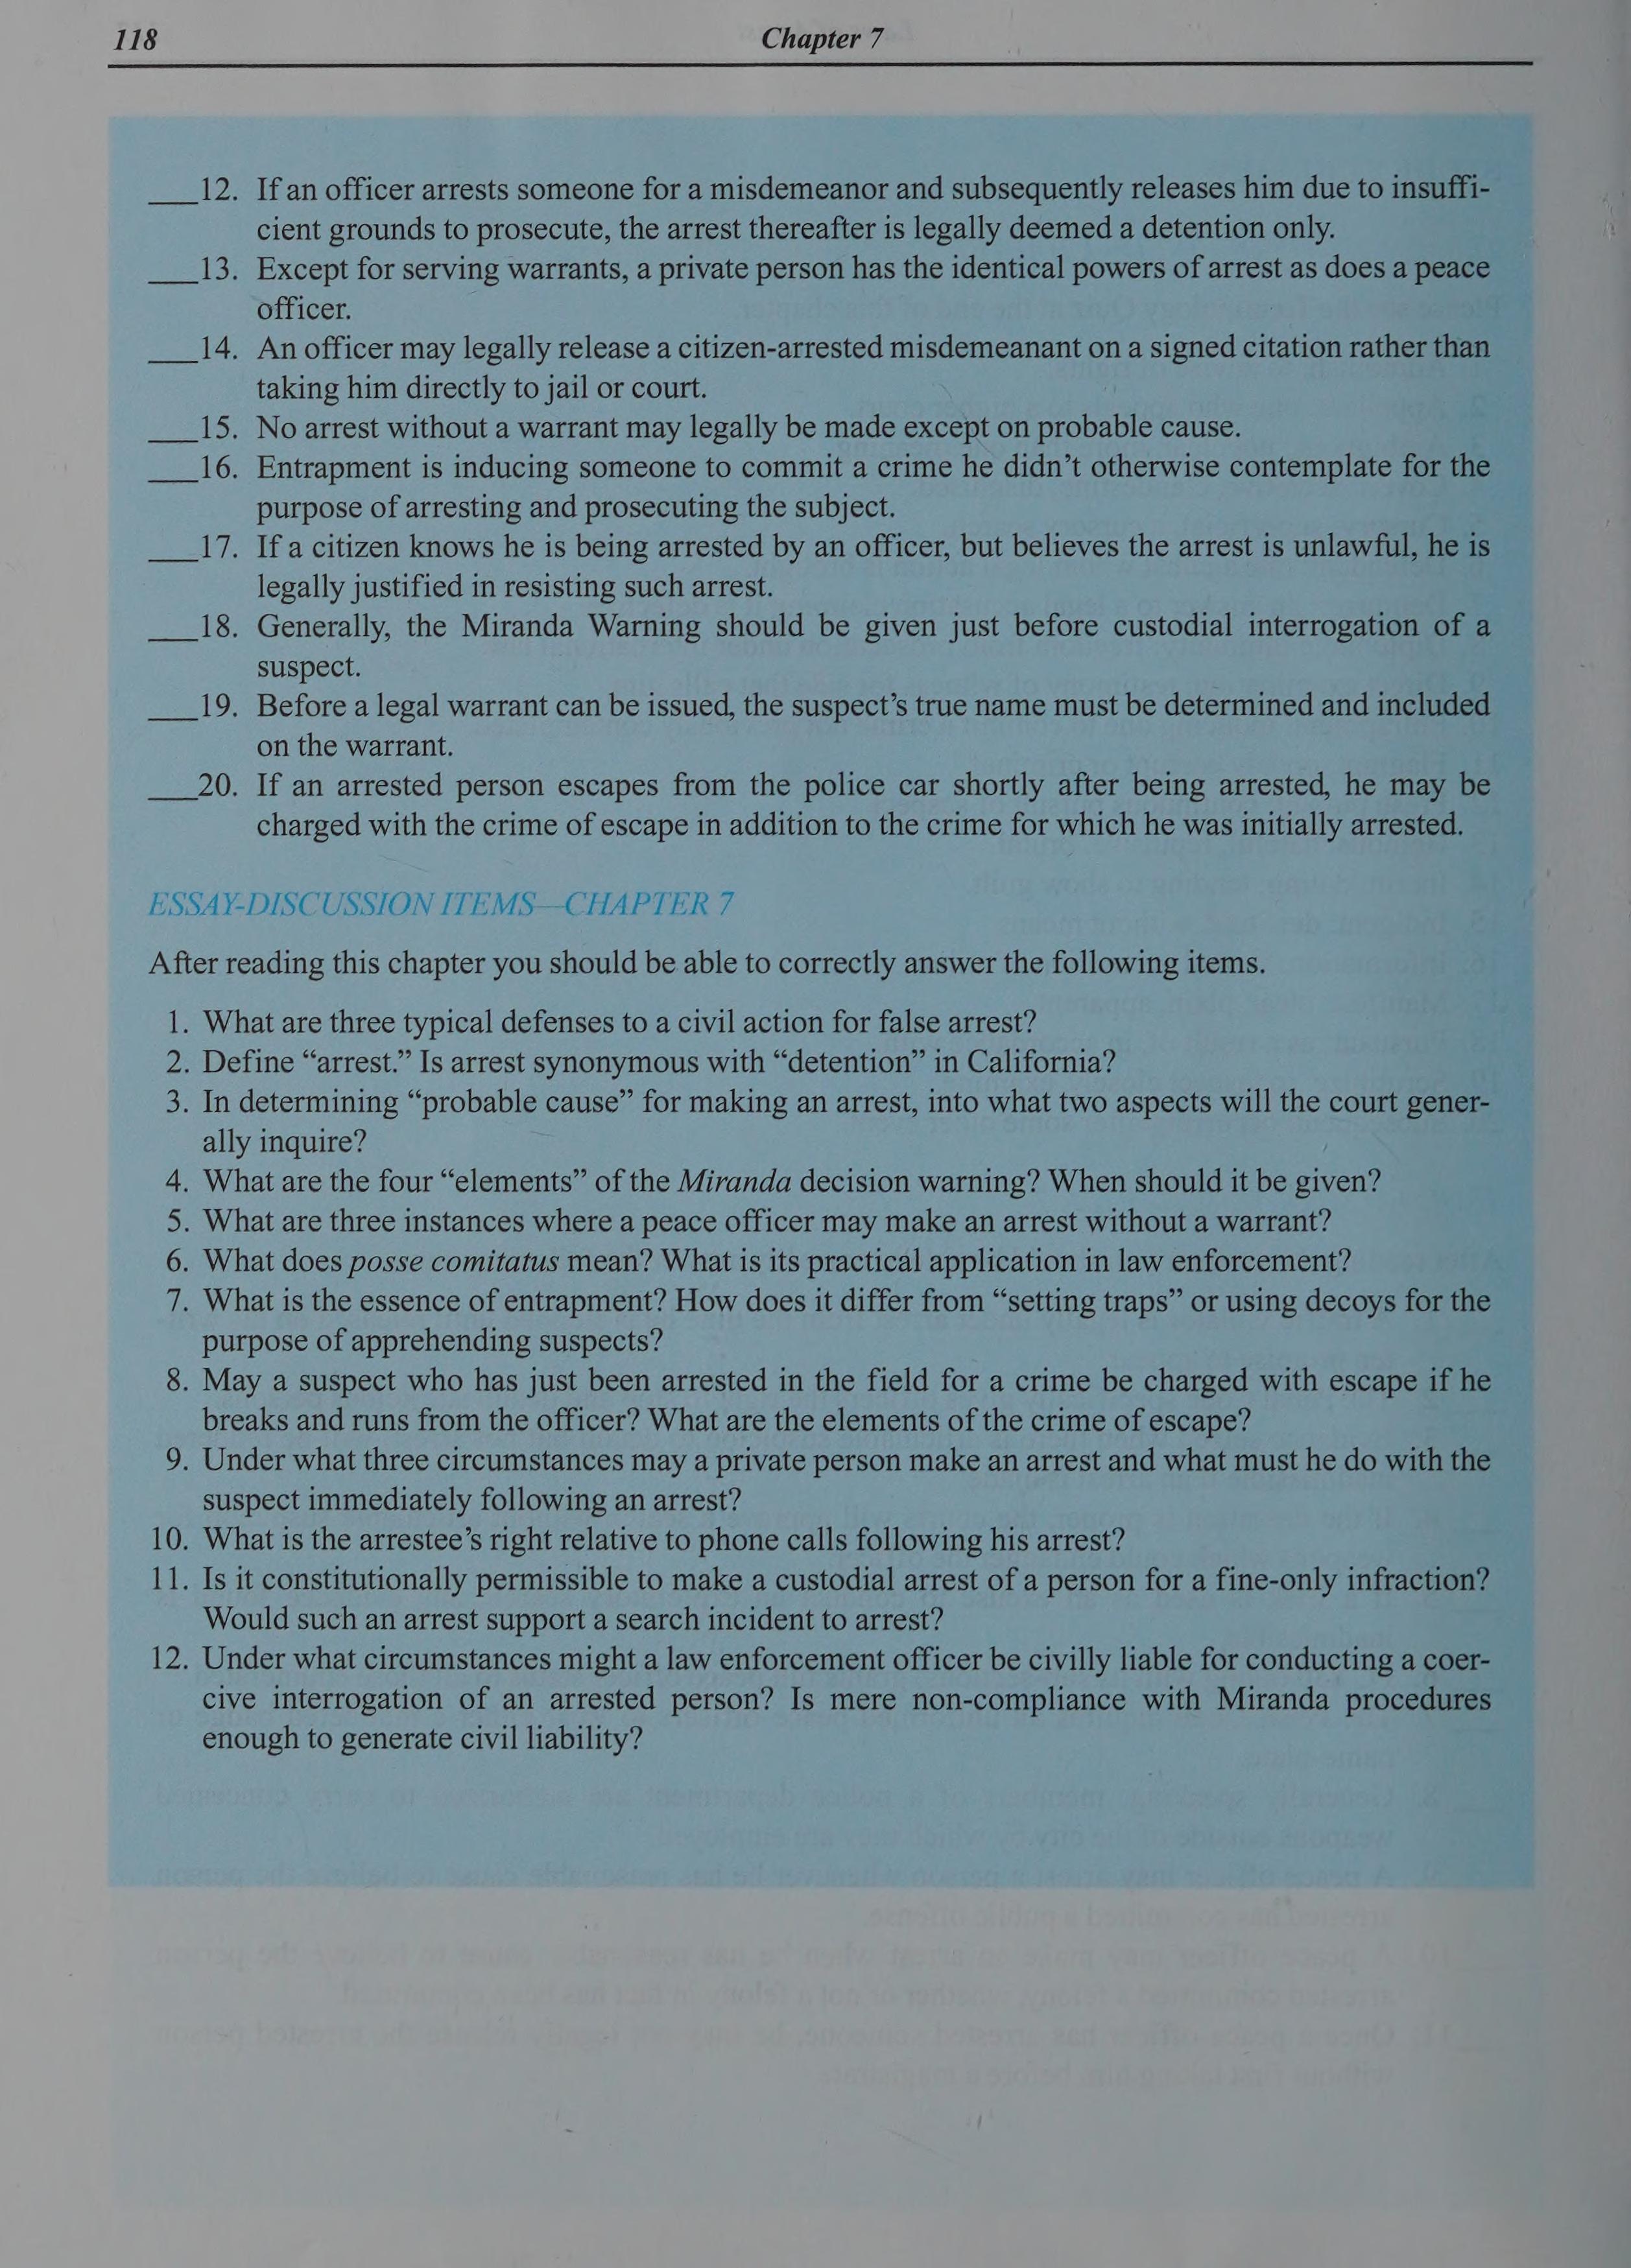 118
Chapter 7
___12. If an officer arrests someone for a misdemeanor and subsequently releases him due to insuffi-
cient grounds to prosecute, the arrest thereafter is legally deemed a detention only.
___13. Except for serving warrants, a private person has the identical powers of arrest as does a peace
officer.
___14. An officer may legally release a citizen-arrested misdemeanant on a signed citation rather than
taking him directly to jail or court.
___15. No arrest without a warrant may legally be made except on probable cause.
___16. Entrapment is inducing someone to commit a crime he didn't otherwise contemplate for the
purpose of arresting and prosecuting the subject.
___17. If a citizen knows he is being arrested by an officer, but believes the arrest is unlawful, he is
legally justified in resisting such arrest.
___18. Generally, the Miranda Warning should be given just before custodial interrogation of a
suspect.
___19. Before a legal warrant can be issued, the suspect's true name must be determined and included
on the warrant.
___20. If an arrested person escapes from the police car shortly after being arrested, he may be
charged with the crime of escape in addition to the crime for which he was initially arrested.
ESSAY-DISCUSSION ITEMS—CHAPTER 7
After reading this chapter you should be able to correctly answer the following items.
1. What are three typical defenses to a civil action for false arrest?
2. Define “arrest.” Is arrest synonymous with “detention” in California?
3. In determining “probable cause” for making an arrest, into what two aspects will the court gener-
ally inquire?
4. What are the four “elements” of the Miranda decision warning? When should it be given?
5. What are three instances where a peace officer may make an arrest without a warrant?
6. What does posse comitatus mean? What is its practical application in law enforcement?
7. What is the essence of entrapment? How does it differ from “setting traps” or using decoys for the
purpose of apprehending suspects?
8. May a suspect who has just been arrested in the field for a crime be charged with escape if he
breaks and runs from the officer? What are the elements of the crime of escape?
9. Under what three circumstances may a private person make an arrest and what must he do with the
suspect immediately following an arrest?
10. What is the arrestee's right relative to phone calls following his arrest?
11. Is it constitutionally permissible to make a custodial arrest of a person for a fine-only infraction?
Would such an arrest support a search incident to arrest?
12. Under what circumstances might a law enforcement officer be civilly liable for conducting a coer-
cive interrogation of an arrested person? Is mere non-compliance with Miranda procedures
enough to generate civil liability?